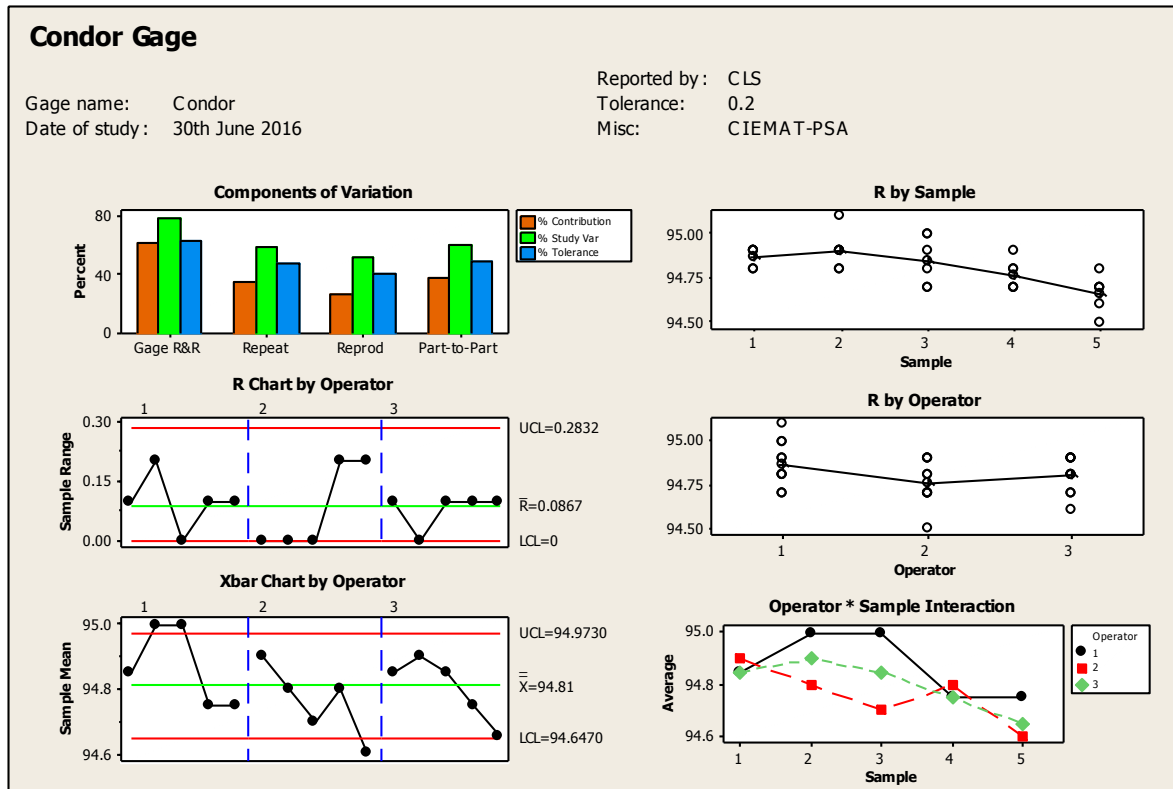 Condor Gage
Gage name: Condor
Date of study: 30th June 2016
Reported by: CLS
Tolerance: 0.2
Misc: CIEMAT-PSA
Components of Variation
Percent
80
40
0
Gage R&R Repeat Reprod Part-to-Part
% Contribution
% Study Var
% Tolerance
R Chart by Operator
1 2 3
Sample Range
0.30
0.15
0.00
UCL=0.2832
R=0.0867
LCL=0
Xbar Chart by Operator
1 2 3
Sample Mean
95.0
94.8
94.6
UCL=94.9730
X=94.81
LCL=94.6470
R by Sample
95.00
94.75
94.50
1 2 3 4 5
Sample
R by Operator
95.00
94.75
94.50
1 2 3
Operator
Operator * Sample Interaction
Average
95.0
94.8
94.6
1 2 3 4 5
Sample
Operator
1
2
3